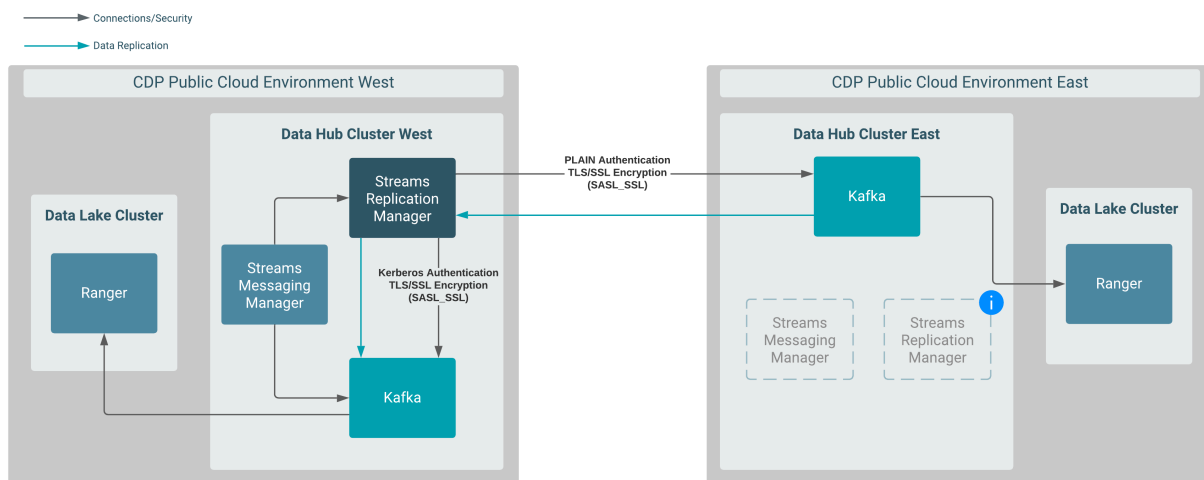 Connections/Security
Data Replication
CDP Public Cloud Environment West
Data Hub Cluster West
Streams
Replication
Manager
Data Lake Cluster
Ranger
Streams
Messaging
Manager
Kerberos Authentication
TLS/SSL Encryption
(SASL_SSL)
Kafka
PLAIN Authentication
TLS/SSL Encryption
(SASL_SSL)
CDP Public Cloud Environment East
Data Hub Cluster East
Kafka
Data Lake Cluster
Ranger
Streams
Messaging
Manager
Streams
Replication
Manager
i